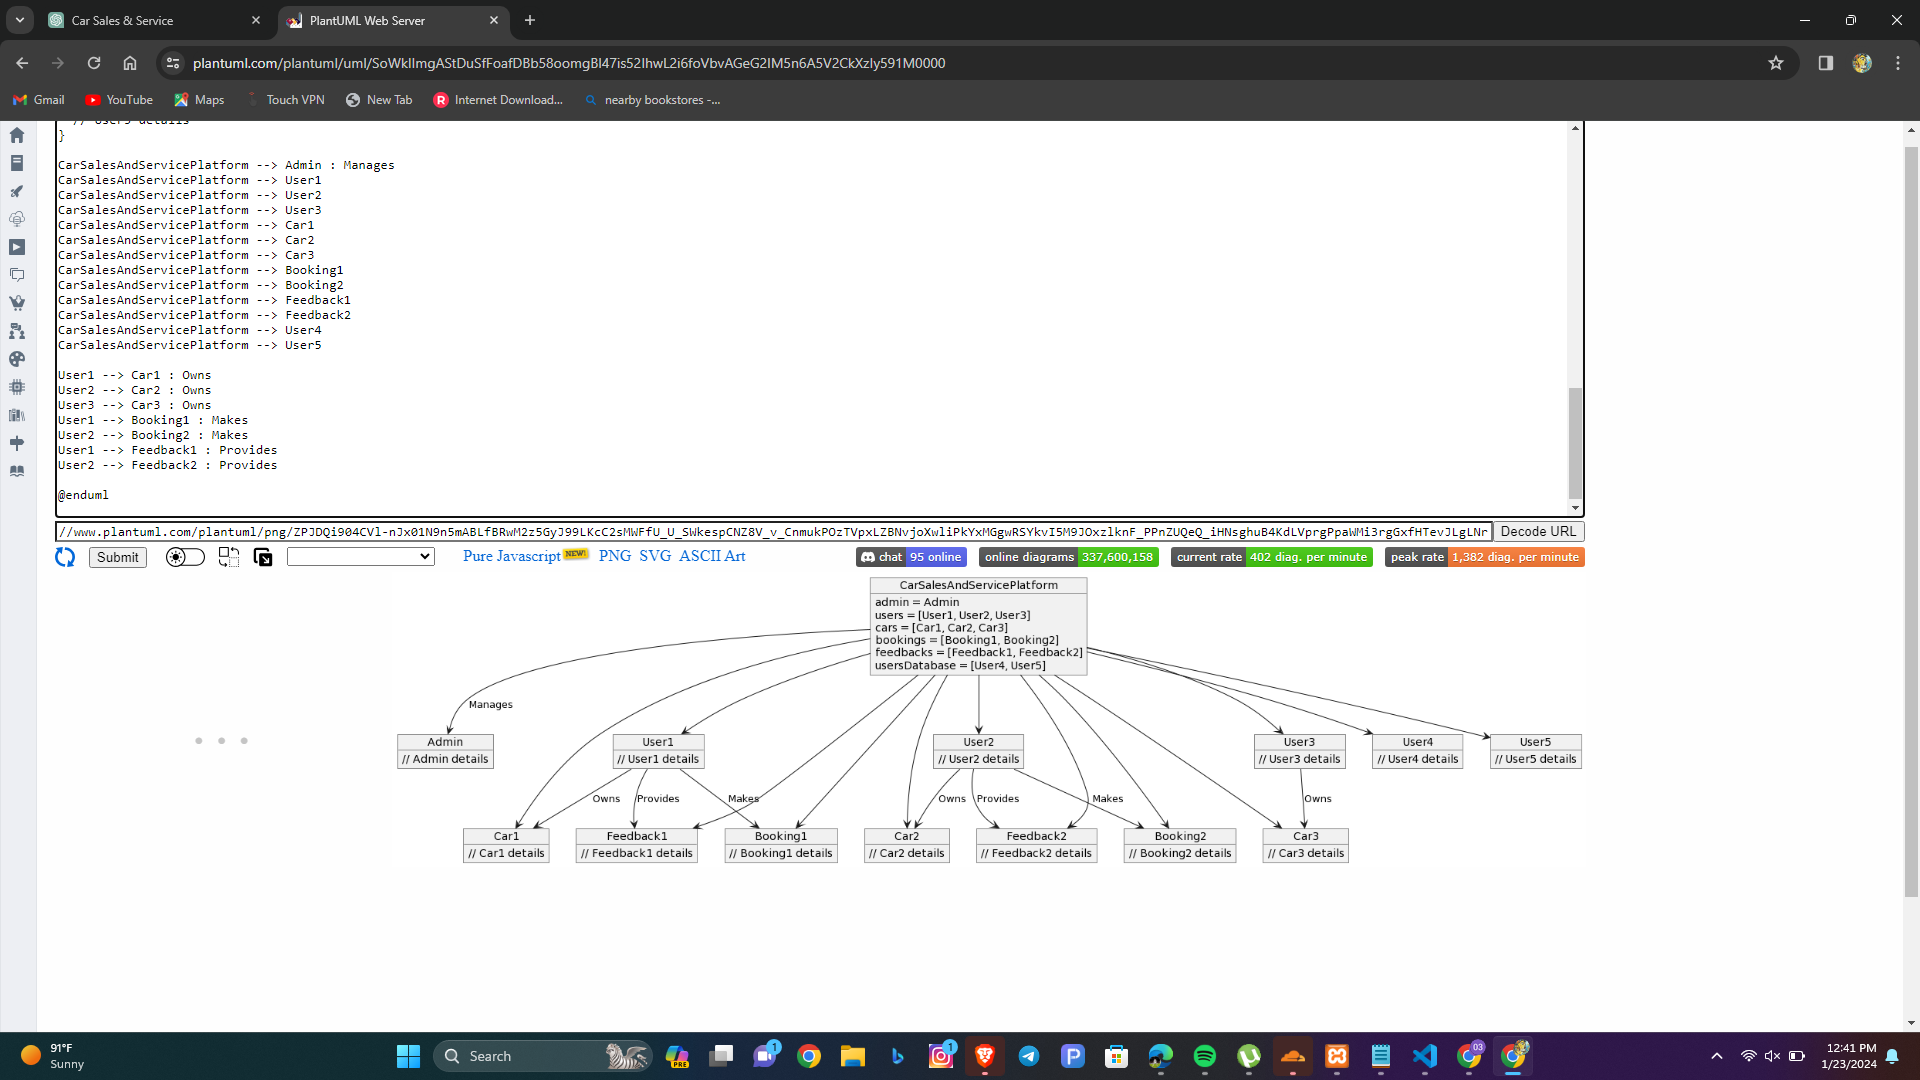 Car Sales & Service
PlantUML Web Server
plantuml.com/plantuml/uml/SoWkIImgAStDuSfFoafDBb58oomgBI47is52IhwL2i6foVbvAGeG2IM5n6A5V2CkXzIy591M0000
Gmail
YouTube
Maps
Touch VPN
New Tab
Internet Download...
nearby bookstores -...
// User5 details
}
CarSalesAndServicePlatform --> Admin : Manages
CarSalesAndServicePlatform --> User1
CarSalesAndServicePlatform --> User2
CarSalesAndServicePlatform --> User3
CarSalesAndServicePlatform --> Car1
CarSalesAndServicePlatform --> Car2
CarSalesAndServicePlatform --> Car3
CarSalesAndServicePlatform --> Booking1
CarSalesAndServicePlatform --> Booking2
CarSalesAndServicePlatform --> Feedback1
CarSalesAndServicePlatform --> Feedback2
CarSalesAndServicePlatform --> User4
CarSalesAndServicePlatform --> User5
User1 --> Car1 : Owns
User2 --> Car2 : Owns
User3 --> Car3 : Owns
User1 --> Booking1 : Makes
User2 --> Booking2 : Makes
User1 --> Feedback1 : Provides
User2 --> Feedback2 : Provides
@enduml
//www.plantuml.com/plantuml/png/ZPJDQi904CVl-nJx01N9n5mABLfBRwM2z5GyJ99LKcC2sMWFfU_U_SWkespCNZ8V_v_CnmukPOzTVpxLZBNvjoXwliPkYxMGgwRSYkvI5M9JOxzlknF_PPnZUQeQ_iHNsghuB4KdLVprgPpaWMi3rgGxfHTevJLgLNr
Decode URL
Submit
Pure Javascript NEW!
PNG
SVG
ASCII Art
chat 95 online
online diagrams 337,600,158
current rate 402 diag. per minute
peak rate 1,382 diag. per minute
CarSalesAndServicePlatform
admin = Admin
users = [User1, User2, User3]
cars = [Car1, Car2, Car3]
bookings = [Booking1, Booking2]
feedbacks = [Feedback1, Feedback2]
usersDatabase = [User4, User5]
Manages
Admin
// Admin details
User1
// User1 details
User2
// User2 details
User3
// User3 details
User4
// User4 details
User5
// User5 details
Owns
Provides
Makes
Owns
Provides
Makes
Owns
Car1
// Car1 details
Feedback1
// Feedback1 details
Booking1
// Booking1 details
Car2
// Car2 details
Feedback2
// Feedback2 details
Booking2
// Booking2 details
Car3
// Car3 details
91°F
Sunny
Search
PRE
1
1
03
12:41 PM
1/23/2024